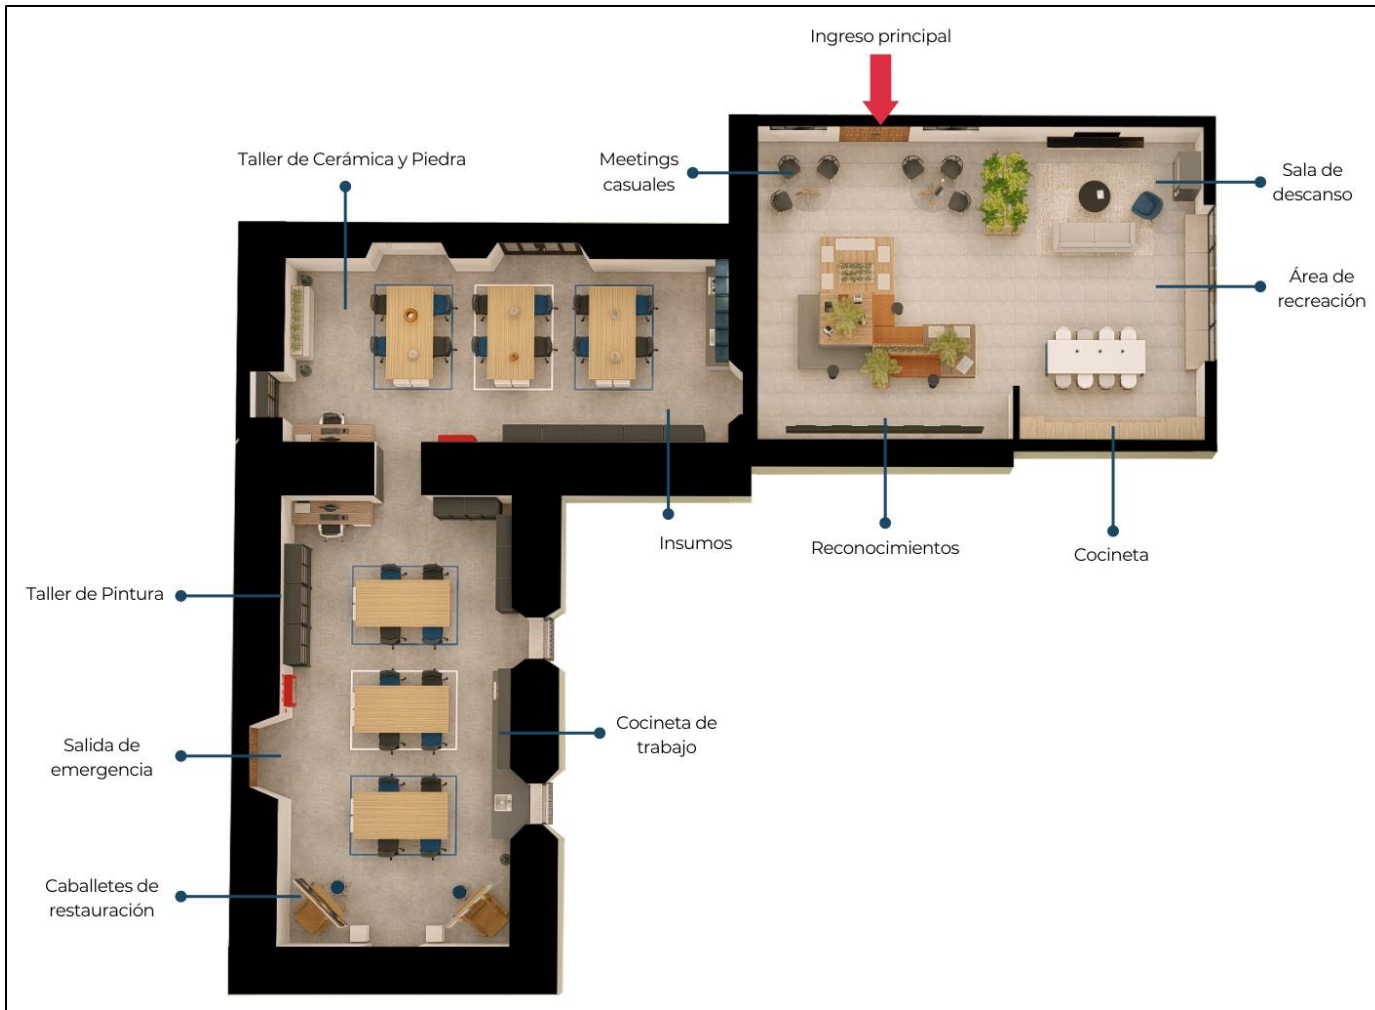 Ingreso principal
Taller de Cerámica y Piedra
Meetings
casuales
Sala de
descanso
Área de
recreación
Insumos
Reconocimientos
Cocineta
Taller de Pintura
Salida de
emergencia
Cocineta de
trabajo
Caballetes de
restauración